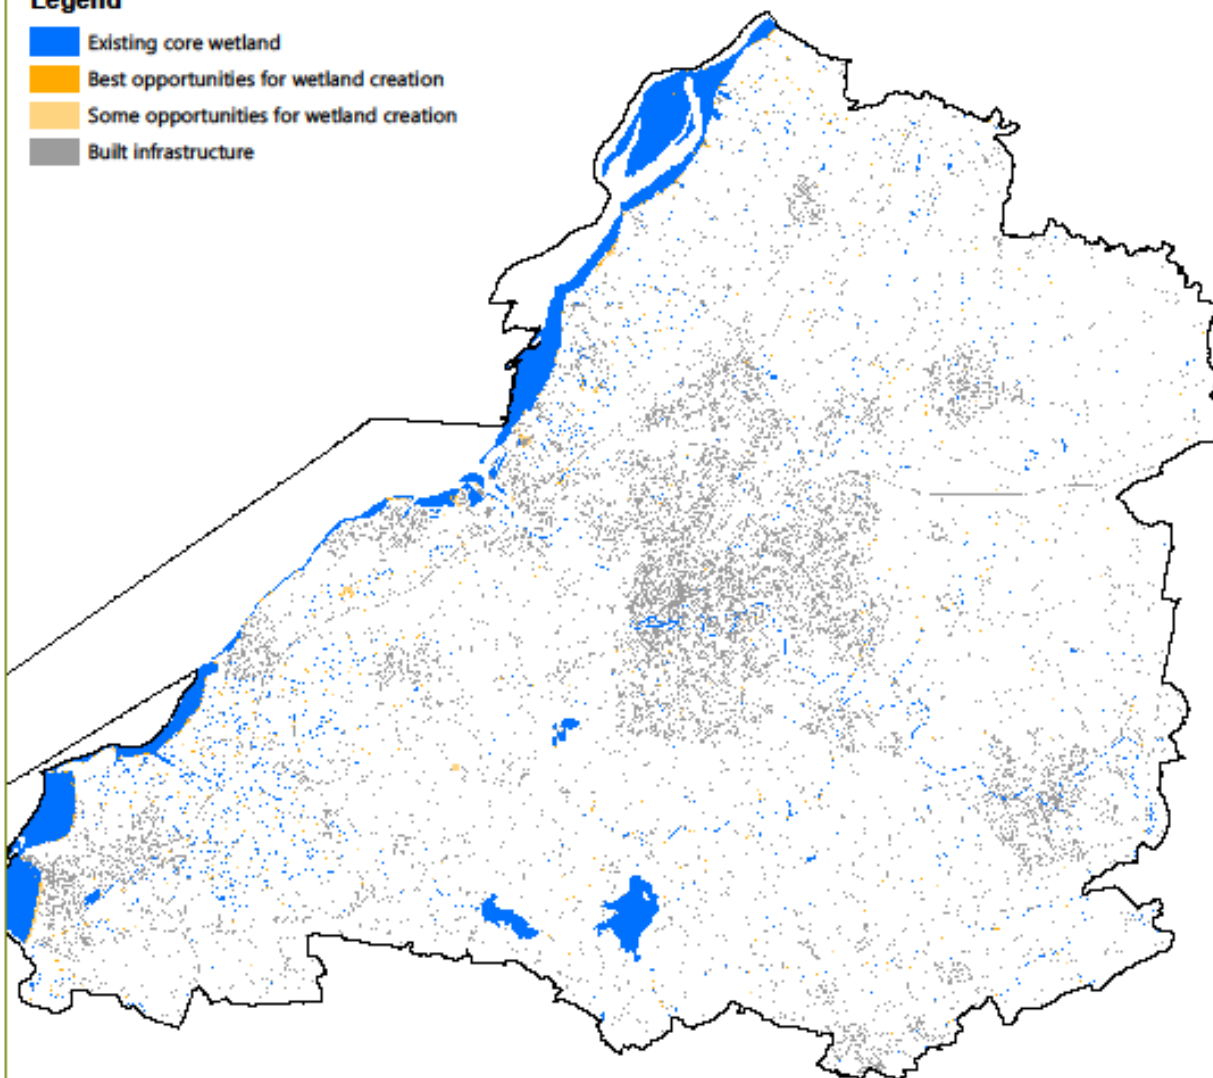 Legend
Existing core wetland
Best opportunities for wetland creation
Some opportunities for wetland creation
Built infrastructure